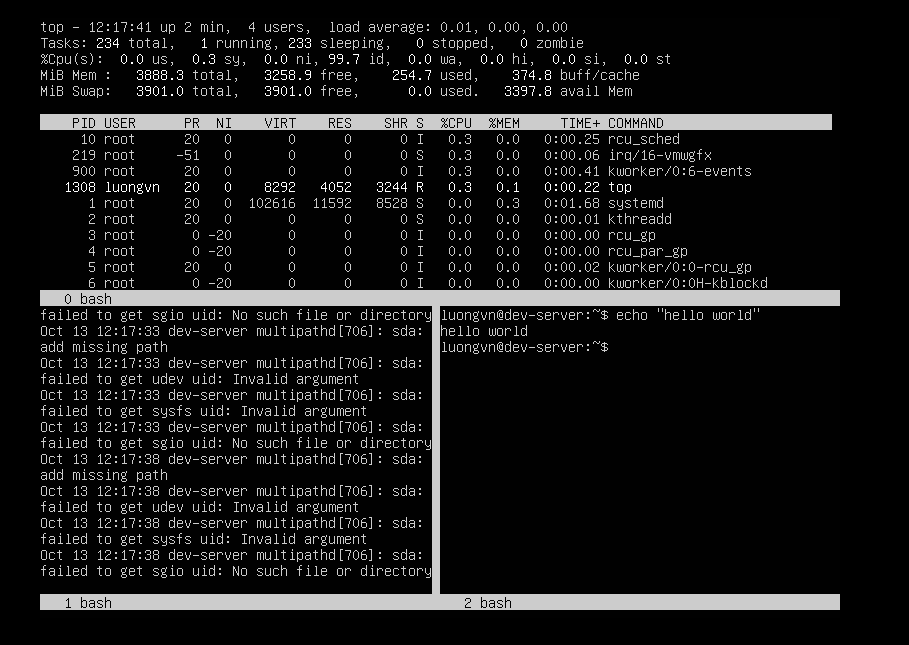 top - 12:17:41 up 2 min,  4 users,  load average: 0.01, 0.00, 0.00
Tasks: 234 total,   1 running, 233 sleeping,   0 stopped,   0 zombie
%Cpu(s):  0.0 us,  0.3 sy,  0.0 ni, 99.7 id,  0.0 wa,  0.0 hi,  0.0 si,  0.0 st
MiB Mem :   3888.3 total,   3258.9 free,    254.7 used,    374.8 buff/cache
MiB Swap:   3901.0 total,   3901.0 free,      0.0 used.   3397.8 avail Mem
    PID USER      PR  NI    VIRT    RES    SHR S  %CPU  %MEM     TIME+ COMMAND
     10 root      20   0       0      0      0 I   0.3   0.0   0:00.25 rcu_sched
    219 root     -51   0       0      0      0 S   0.3   0.0   0:00.06 irq/16-vmwgfx
    900 root      20   0       0      0      0 I   0.3   0.0   0:00.41 kworker/0:6-events
   1308 luongvn   20   0    8292   4052   3244 R   0.3   0.1   0:00.22 top
      1 root      20   0  102616  11592   8528 S   0.0   0.3   0:01.68 systemd
      2 root      20   0       0      0      0 S   0.0   0.0   0:00.01 kthreadd
      3 root       0 -20       0      0      0 I   0.0   0.0   0:00.00 rcu_gp
      4 root       0 -20       0      0      0 I   0.0   0.0   0:00.00 rcu_par_gp
      5 root      20   0       0      0      0 I   0.0   0.0   0:00.02 kworker/0:0-rcu_gp
      6 root       0 -20       0      0      0 I   0.0   0.0   0:00.00 kworker/0:0H-kblockd
0 bash
failed to get sgio uid: No such file or directory
Oct 13 12:17:33 dev-server multipathd[706]: sda:
add missing path
Oct 13 12:17:33 dev-server multipathd[706]: sda:
failed to get udev uid: Invalid argument
Oct 13 12:17:33 dev-server multipathd[706]: sda:
failed to get sysfs uid: Invalid argument
Oct 13 12:17:33 dev-server multipathd[706]: sda:
failed to get sgio uid: No such file or directory
Oct 13 12:17:38 dev-server multipathd[706]: sda:
add missing path
Oct 13 12:17:38 dev-server multipathd[706]: sda:
failed to get udev uid: Invalid argument
Oct 13 12:17:38 dev-server multipathd[706]: sda:
failed to get sysfs uid: Invalid argument
Oct 13 12:17:38 dev-server multipathd[706]: sda:
failed to get sgio uid: No such file or directory
1 bash
luongvn@dev-server:~$ echo "hello world"
hello world
luongvn@dev-server:~$
2 bash